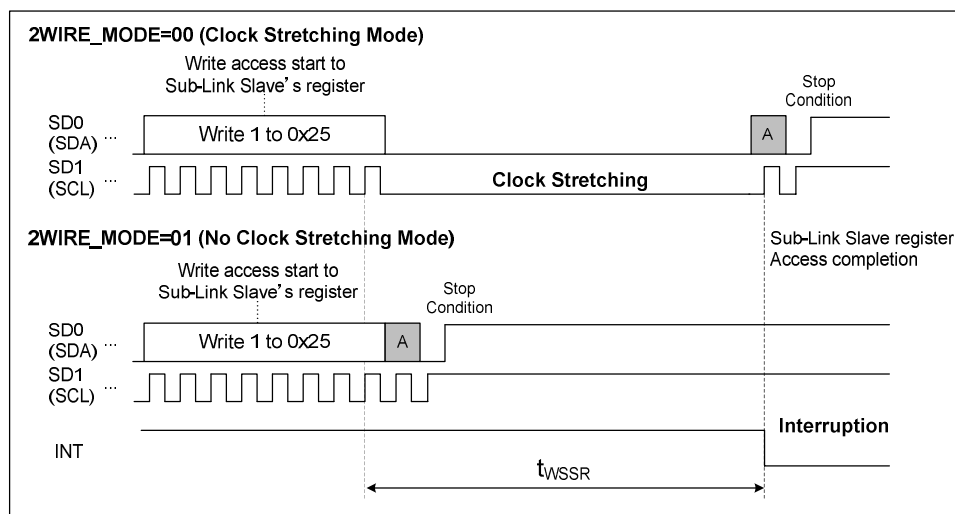 2WIRE_MODE=00 (Clock Stretching Mode)
Write access start to
Sub-Link Slave's register
Stop
Condition
SD0
(SDA) ...
Write 1 to 0x25
A
SD1
(SCL) ...
Clock Stretching
2WIRE_MODE=01 (No Clock Stretching Mode)
Sub-Link Slave register
Access completion
Write access start to
Sub-Link Slave's register
Stop
Condition
SD0
(SDA) ...
Write 1 to 0x25
A
SD1
(SCL) ...
Interruption
INT
tWSSR